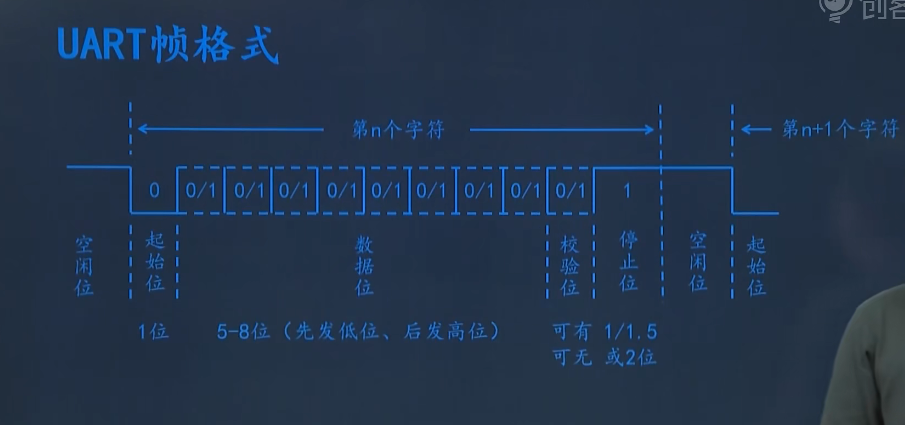 创客
UART帧格式
第n个字符
第n+1个字符
0 0/1 0/1 0/1 0/1 0/1 0/1 0/1 0/1 0/1 1
空闲位
起始位
数据位
校验位
停止位
空闲位
起始位
1位
5-8位（先发低位、后发高位）
可有 1/1.5
可无 或2位